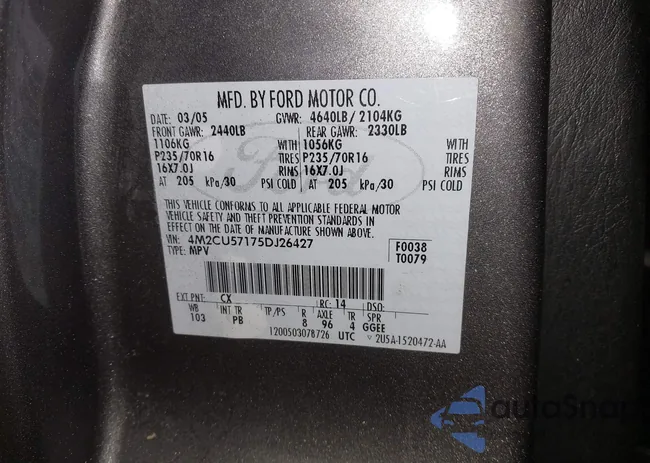 MFD. BY FORD MOTOR CO.
DATE: 03/05 GVWR: 4640LB/ 2104KG
FRONT GAWR: 2440LB REAR GAWR: 2330LB
1106KG WITH 1056KG WITH
P235/70R16 TIRES P235/70R16 TIRES
16X7.0J RIMS 16X7.0J RIMS
AT 205 kPa/30 PSI COLD AT 205 kPa/30 PSI COLD
THIS VEHICLE CONFORMS TO ALL APPLICABLE FEDERAL MOTOR
VEHICLE SAFETY AND THEFT PREVENTION STANDARDS IN
EFFECT ON THE DATE OF MANUFACTURE SHOWN ABOVE.
VIN: 4M2CU57175DJ26427 F0038
TYPE: MPV T0079
EXT PNT: CX RC: 14 DSO:
WB INT TR TP/PS R AXLE TR SPR
103 PB 8 96 4 GGEE
1200503078726 UTC 2U5A-1520472-AA
Ford
autoSnap